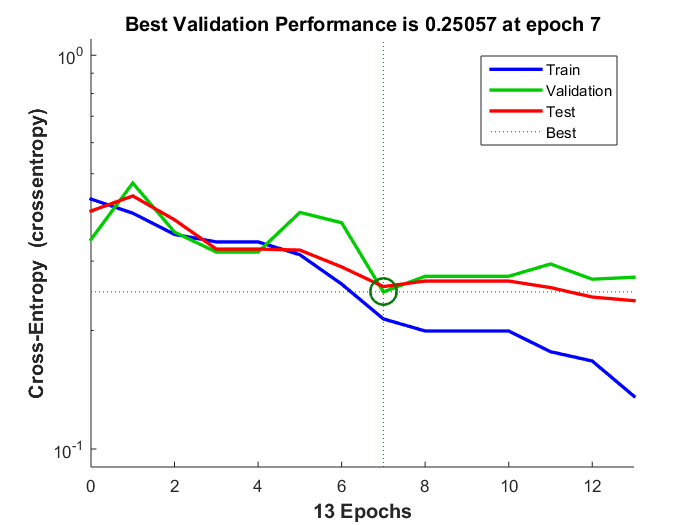 Best Validation Performance is 0.25057 at epoch 7
Cross-Entropy (crossentropy)
10^0
10^-1
Train
Validation
Test
Best
0 2 4 6 8 10 12
13 Epochs